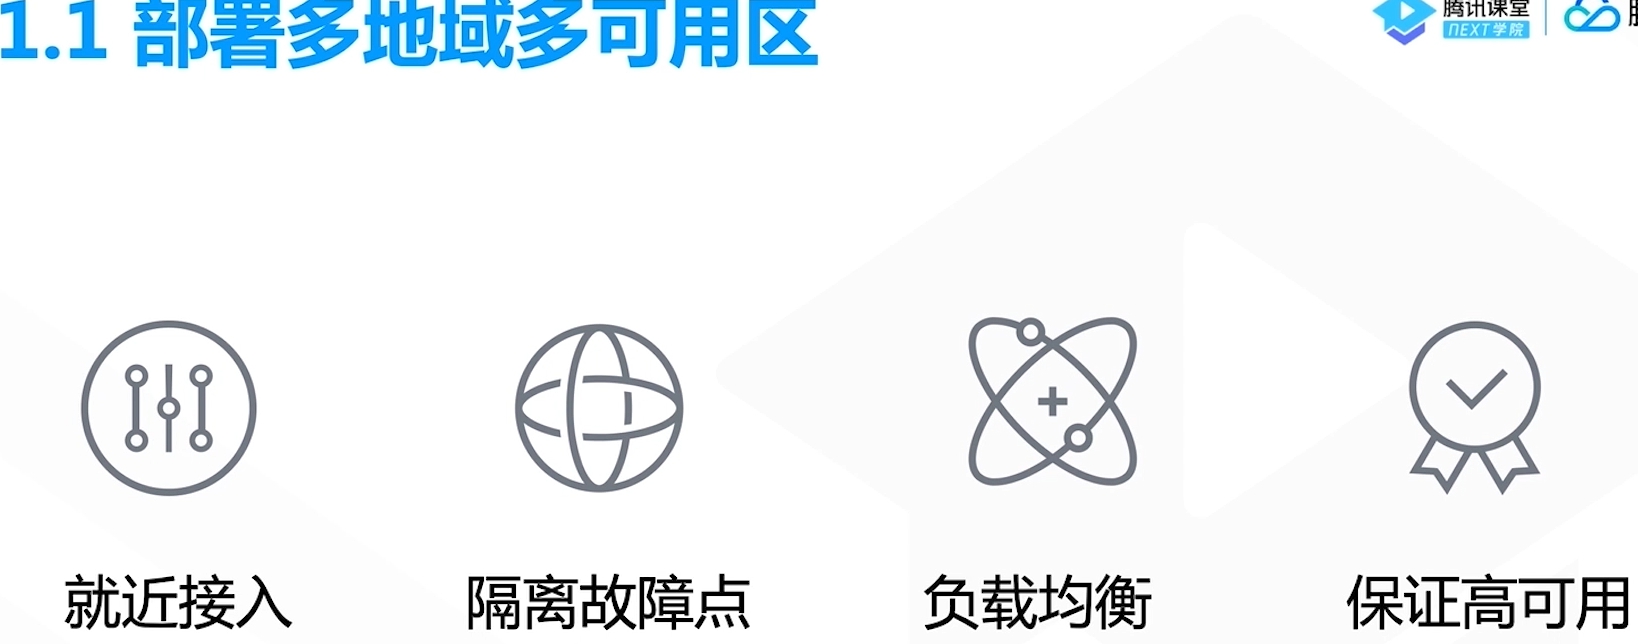 1.1 部署多地域多可用区
腾讯课堂
NEXT学院
就近接入
隔离故障点
负载均衡
保证高可用